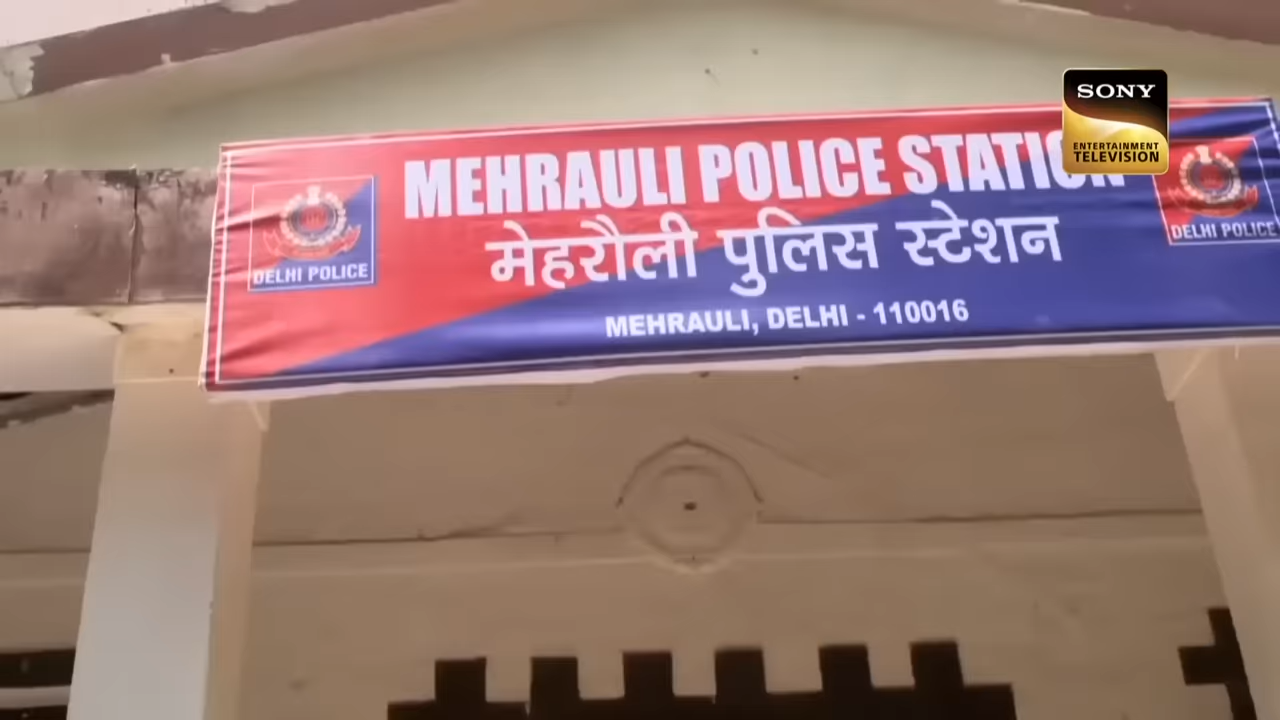 SONY
ENTERTAINMENT
TELEVISION
MEHRAULI POLICE STATION
मेहरौली पुलिस स्टेशन
MEHRAULI, DELHI - 110016
DELHI POLICE
DELHI POLICE